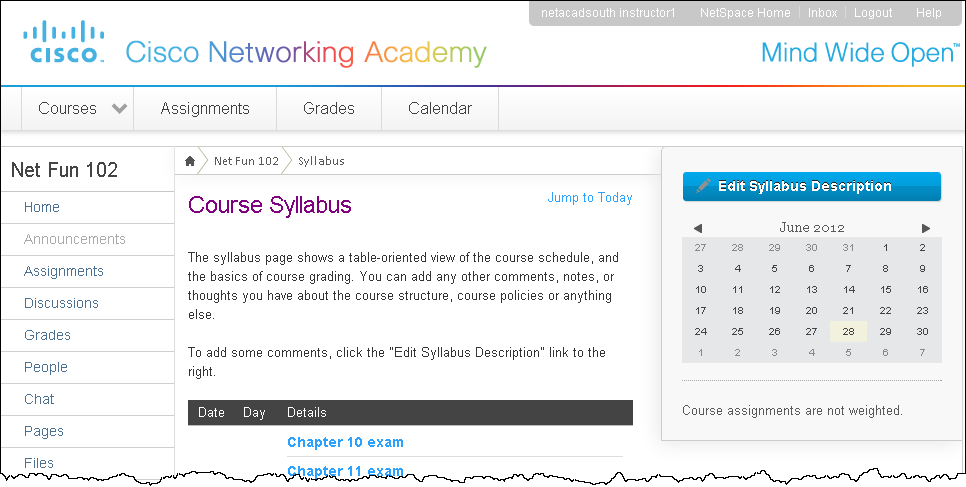 netacadsouth instructor1 NetSpace Home Inbox Logout Help
CISCO. Cisco Networking Academy Mind Wide Open™
Courses Assignments Grades Calendar
Net Fun 102
Home
Announcements
Assignments
Discussions
Grades
People
Chat
Pages
Files
Net Fun 102 Syllabus
Course Syllabus
Jump to Today
The syllabus page shows a table-oriented view of the course schedule, and
the basics of course grading. You can add any other comments, notes, or
thoughts you have about the course structure, course policies or anything
else.
To add some comments, click the "Edit Syllabus Description" link to the
right.
Date Day Details
Chapter 10 exam
Chapter 11 exam
Edit Syllabus Description
June 2012
27 28 29 30 31 1 2
3 4 5 6 7 8 9
10 11 12 13 14 15 16
17 18 19 20 21 22 23
24 25 26 27 28 29 30
1 2 3 4 5 6 7
Course assignments are not weighted.